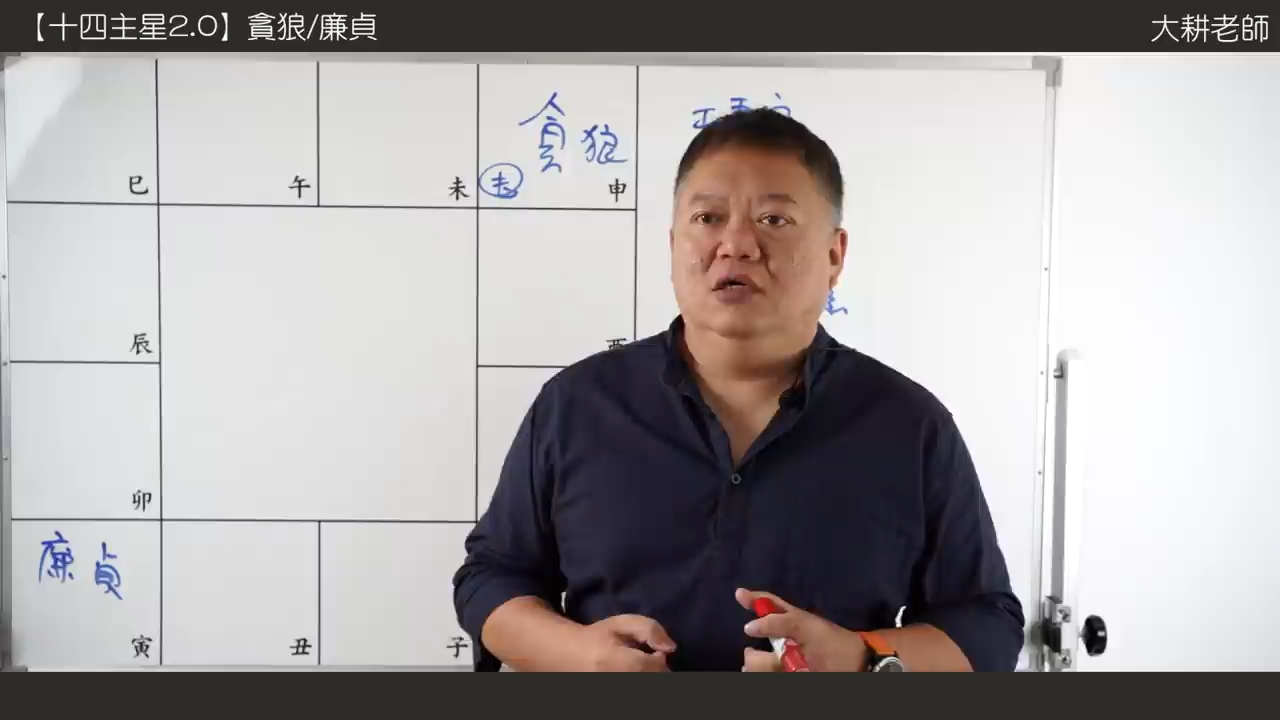 【十四主星2.0】貪狼/廉貞
大耕老師
貪狼
巳
午
未
申
辰
酉
卯
廉貞
寅
丑
子